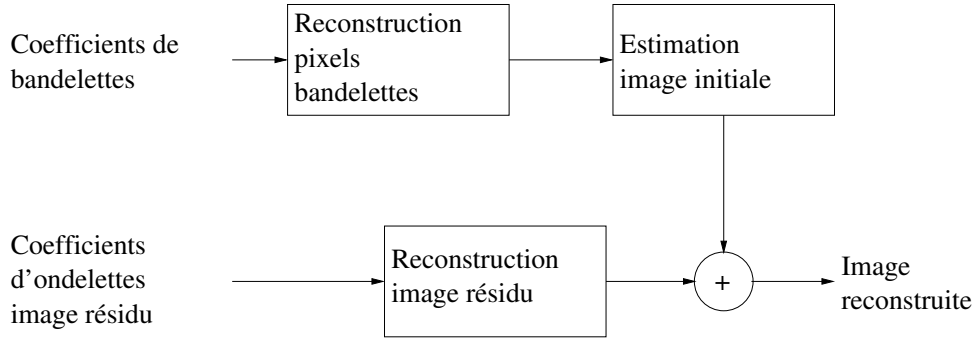 Coefficients de
bandelettes
Reconstruction
pixels
bandelettes
Estimation
image initiale
Coefficients
d'ondelettes
image résidu
Reconstruction
image résidu
+
Image
reconstruite